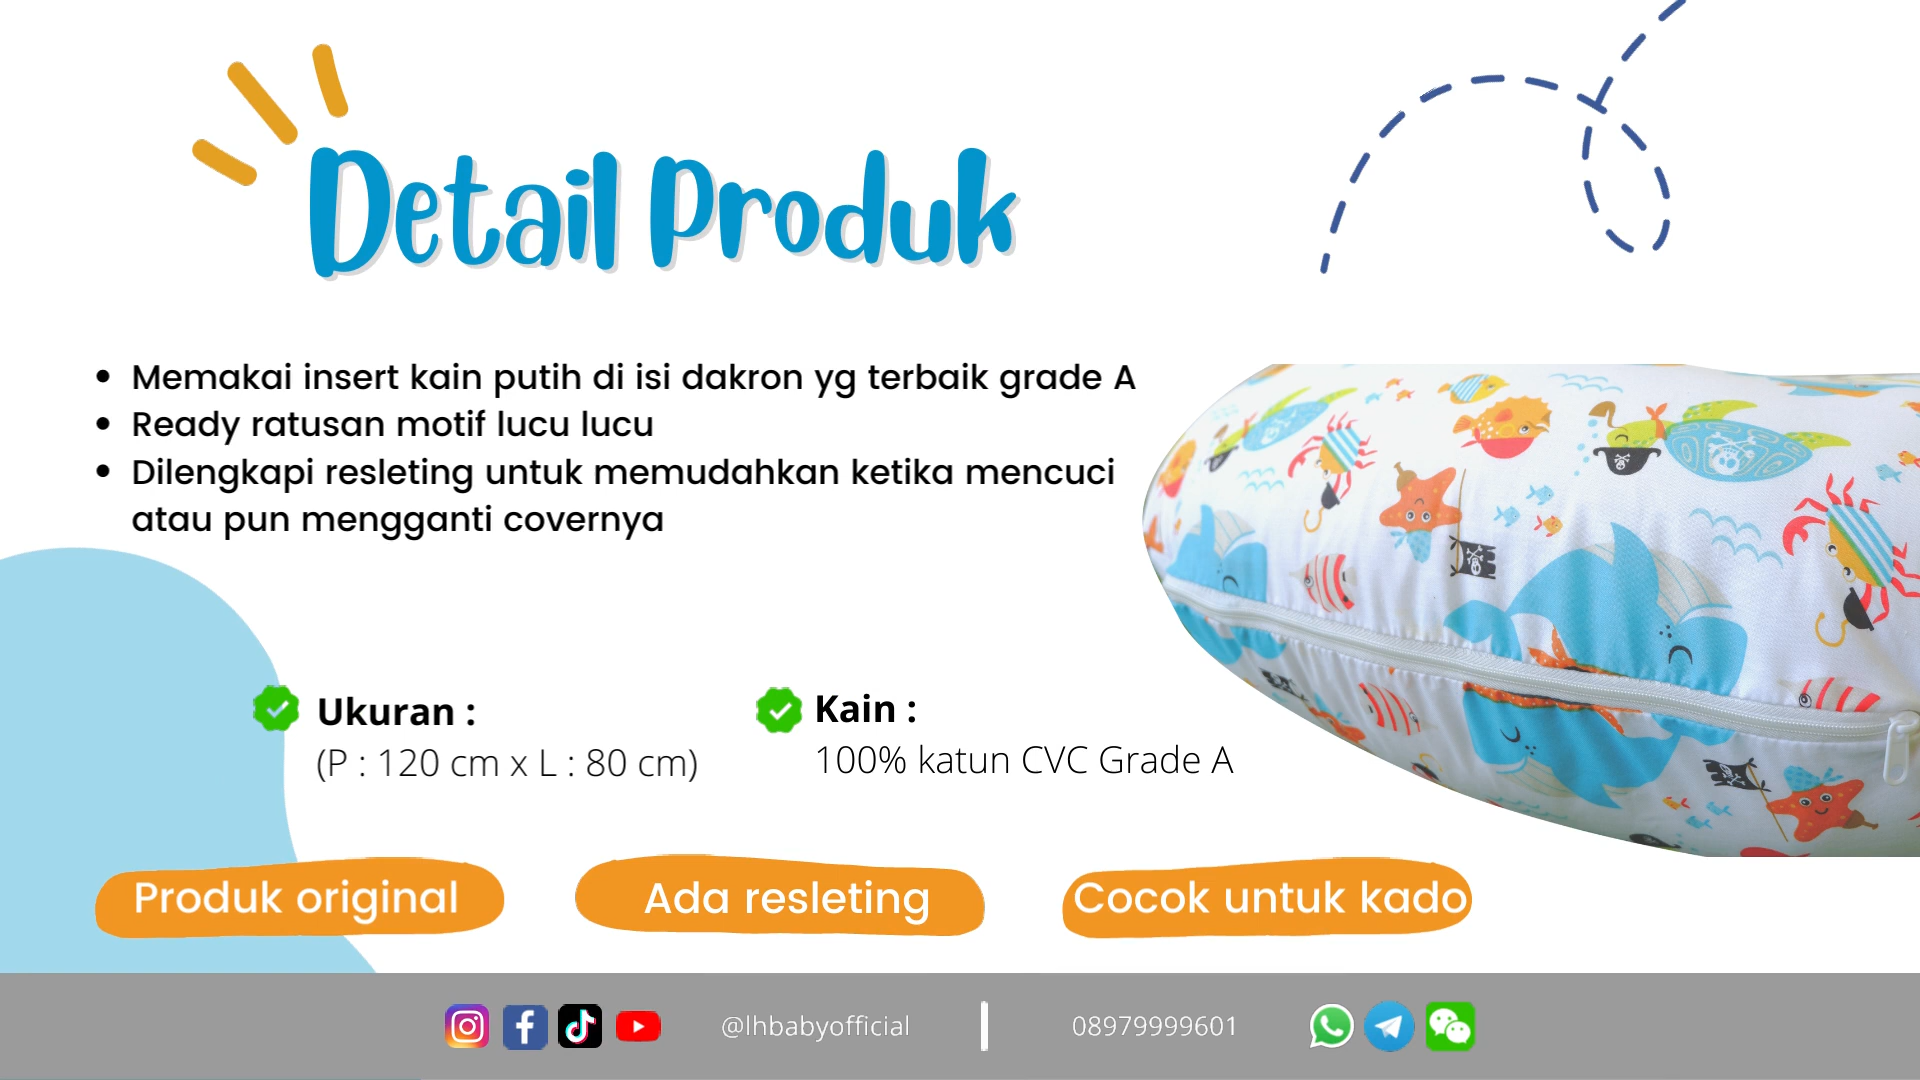 Detail Produk
Memakai insert kain putih di isi dakron yg terbaik grade A
Ready ratusan motif lucu lucu
Dilengkapi resleting untuk memudahkan ketika mencuci
atau pun mengganti covernya
Ukuran :
(P : 120 cm x L : 80 cm)
Kain :
100% katun CVC Grade A
Produk original
Ada resleting
Cocok untuk kado
@lhbabyofficial
08979999601